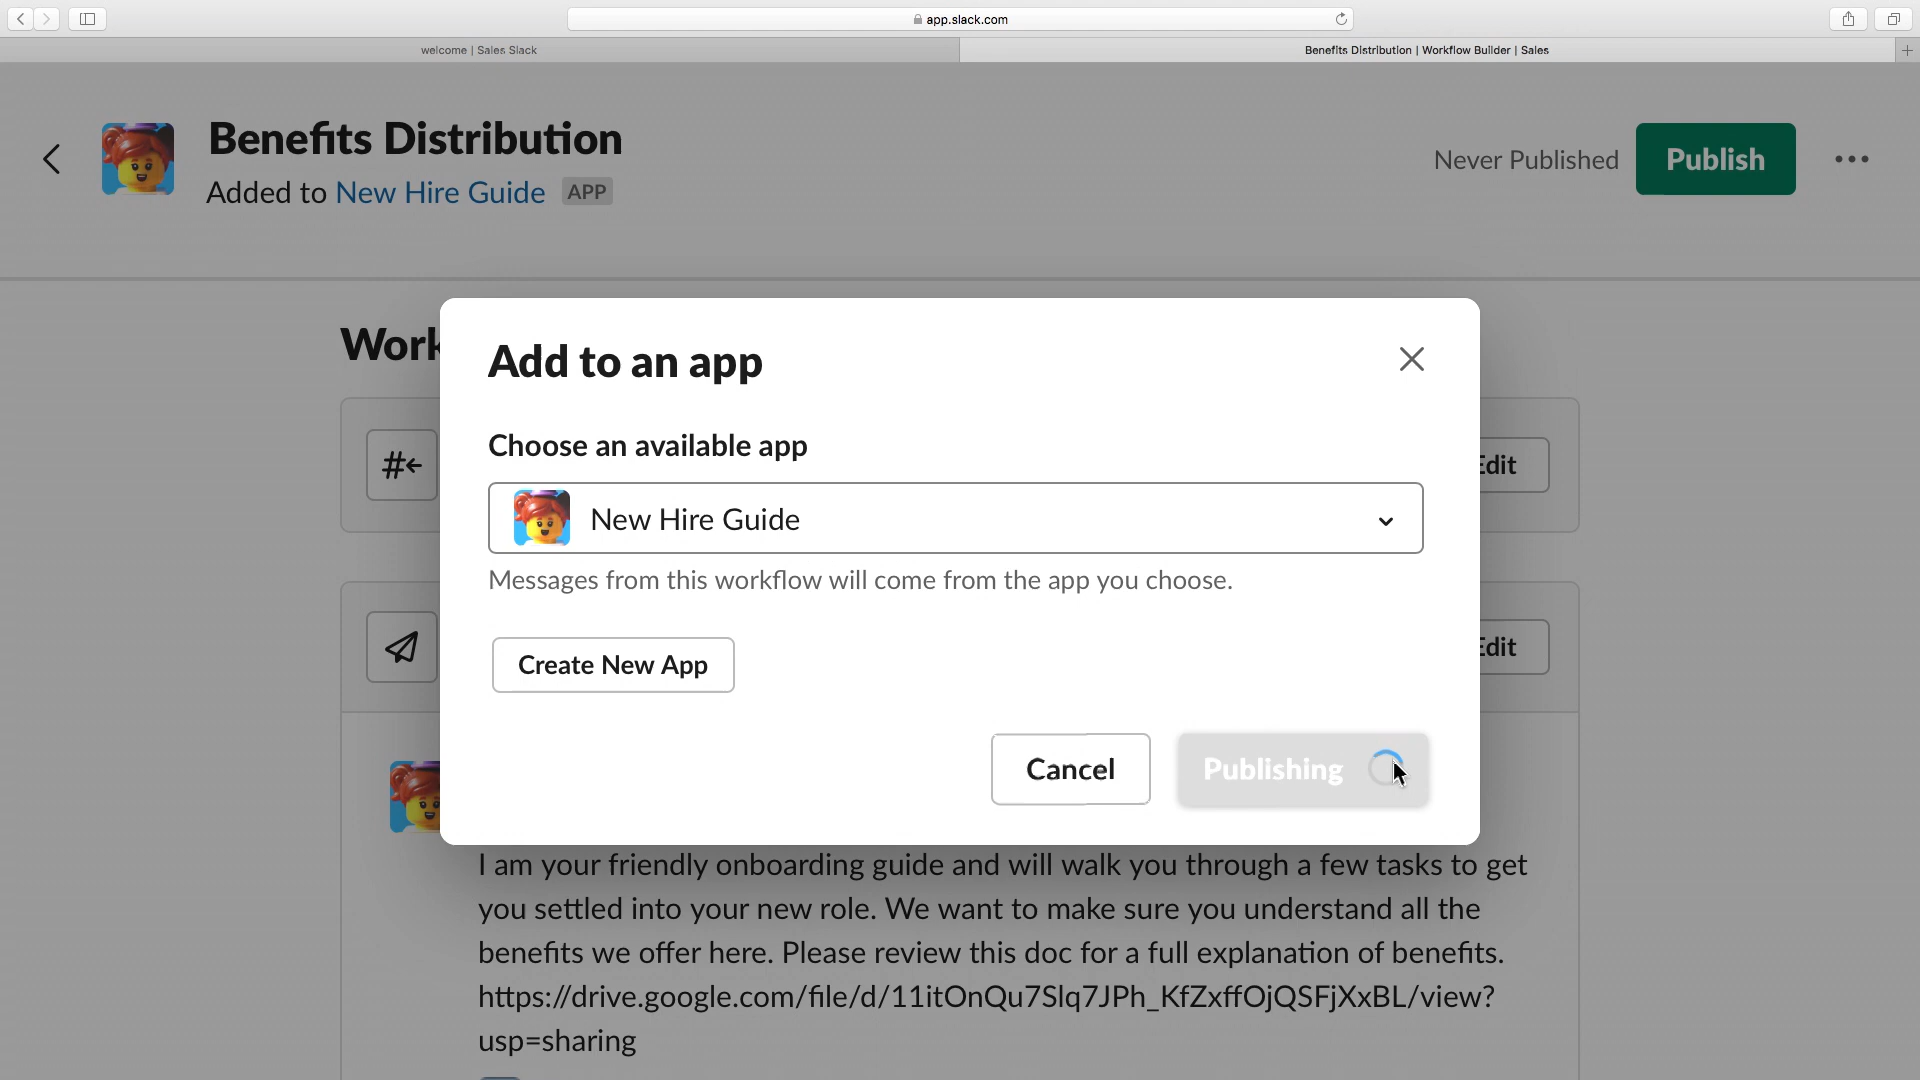 app.slack.com
welcome | Sales Slack
Benefits Distribution | Workflow Builder | Sales
Benefits Distribution
Added to New Hire Guide APP
Never Published
Publish
Work
Add to an app
Choose an available app
New Hire Guide
Messages from this workflow will come from the app you choose.
Create New App
Cancel
Publishing
Edit
Edit
I am your friendly onboarding guide and will walk you through a few tasks to get
you settled into your new role. We want to make sure you understand all the
benefits we offer here. Please review this doc for a full explanation of benefits.
https://drive.google.com/file/d/11itOnQu7Slq7JPh_KfZxffOjQSFjXxBL/view?
usp=sharing